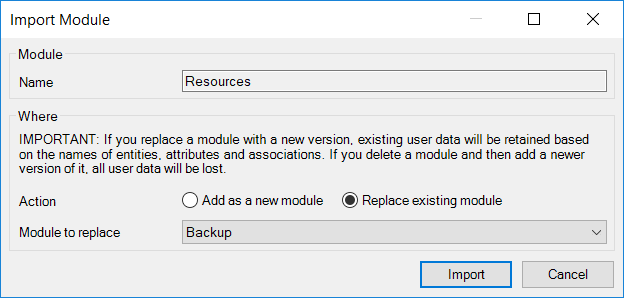 Import Module
Module
Name
Resources
Where
IMPORTANT: If you replace a module with a new version, existing user data will be retained based
on the names of entities, attributes and associations. If you delete a module and then add a newer
version of it, all user data will be lost.
Action
Add as a new module
Replace existing module
Module to replace
Backup
Import
Cancel